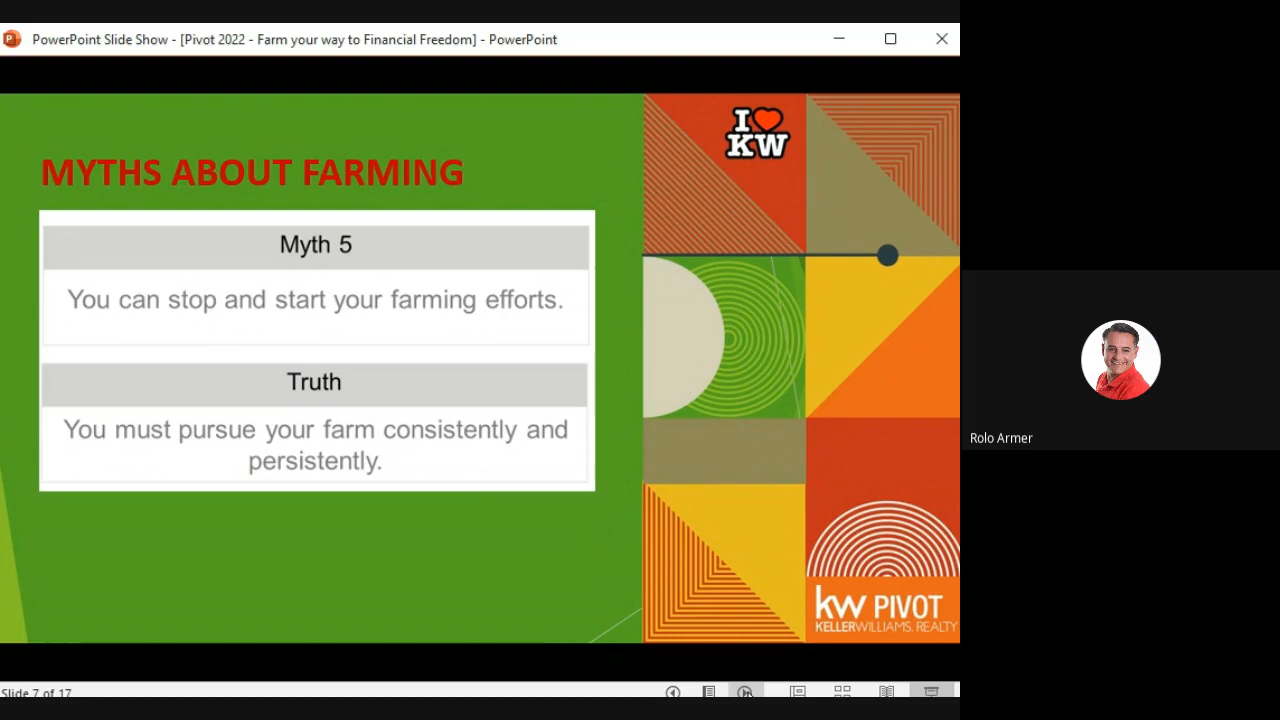 PowerPoint Slide Show - [Pivot 2022 - Farm your way to Financial Freedom] - PowerPoint
I
KW
MYTHS ABOUT FARMING
Myth 5
You can stop and start your farming efforts.
Truth
You must pursue your farm consistently and
persistently.
Rolo Armer
kw PIVOT
KELLERWILLIAMS. REALTY
Slide 7 of 17